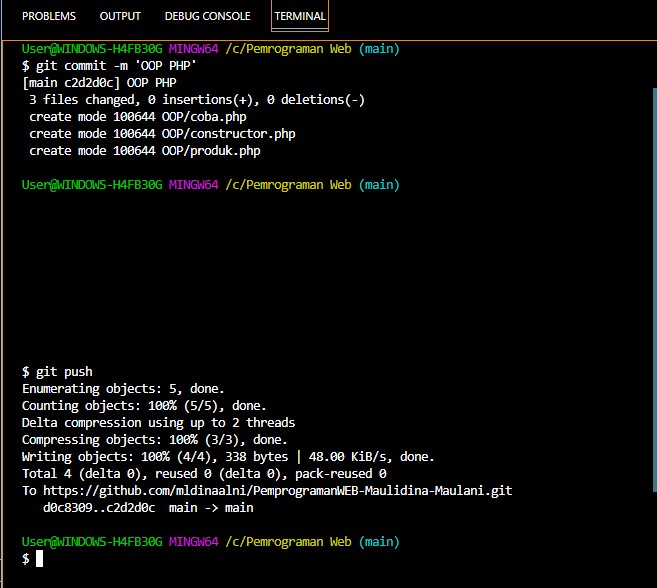 PROBLEMS OUTPUT DEBUG CONSOLE TERMINAL
User@WINDOWS-H4FB30G MINGW64 /c/Pemrograman Web (main)
$ git commit -m 'OOP PHP'
[main c2d2d0c] OOP PHP
3 files changed, 0 insertions(+), 0 deletions(-)
create mode 100644 OOP/coba.php
create mode 100644 OOP/constructor.php
create mode 100644 OOP/produk.php
User@WINDOWS-H4FB30G MINGW64 /c/Pemrograman Web (main)
$ git push
Enumerating objects: 5, done.
Counting objects: 100% (5/5), done.
Delta compression using up to 2 threads
Compressing objects: 100% (3/3), done.
Writing objects: 100% (4/4), 338 bytes | 48.00 KiB/s, done.
Total 4 (delta 0), reused 0 (delta 0), pack-reused 0
To https://github.com/mldinaalni/PemprogramanWEB-Maulidina-Maulani.git
d0c8309..c2d2d0c main -> main
User@WINDOWS-H4FB30G MINGW64 /c/Pemrograman Web (main)
$